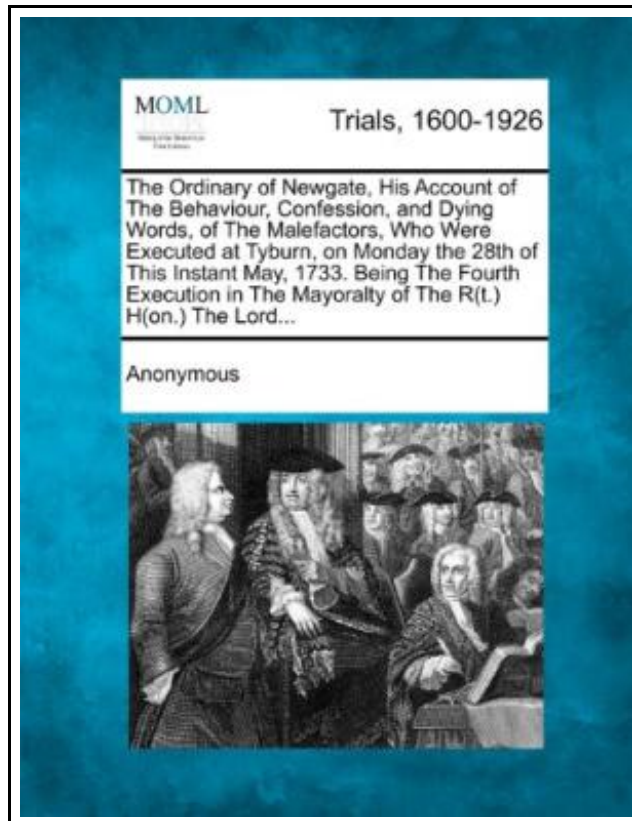 MOML
Trials, 1600-1926
The Ordinary of Newgate, His Account of
The Behaviour, Confession, and Dying
Words, of The Malefactors, Who Were
Executed at Tyburn, on Monday the 28th of
This Instant May, 1733. Being The Fourth
Execution in The Mayoralty of The R(t.)
H(on.) The Lord...
Anonymous